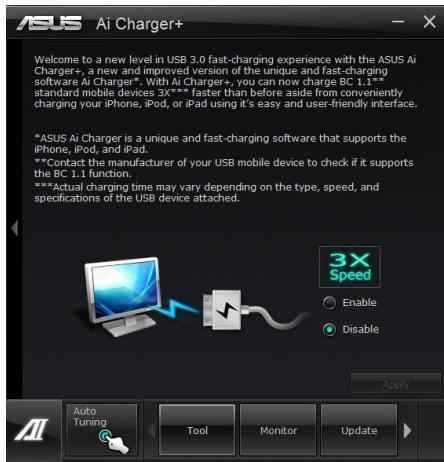 ASUS Ai Charger+
Welcome to a new level in USB 3.0 fast-charging experience with the ASUS Ai
Charger+, a new and improved version of the unique and fast-charging
software Ai Charger*. With Ai Charger+, you can now charge BC 1.1**
standard mobile devices 3X*** faster than before aside from conveniently
charging your iPhone, iPod, or iPad using it's easy and user-friendly interface.
*ASUS Ai Charger is a unique and fast-charging software that supports the
iPhone, iPod, and iPad.
**Contact the manufacturer of your USB mobile device to check if it supports
the BC 1.1 function.
***Actual charging time may vary depending on the type, speed, and
specifications of the USB device attached.
3X
Speed
Enable
Disable
Apply
AI
Auto
Tuning
Tool
Monitor
Update